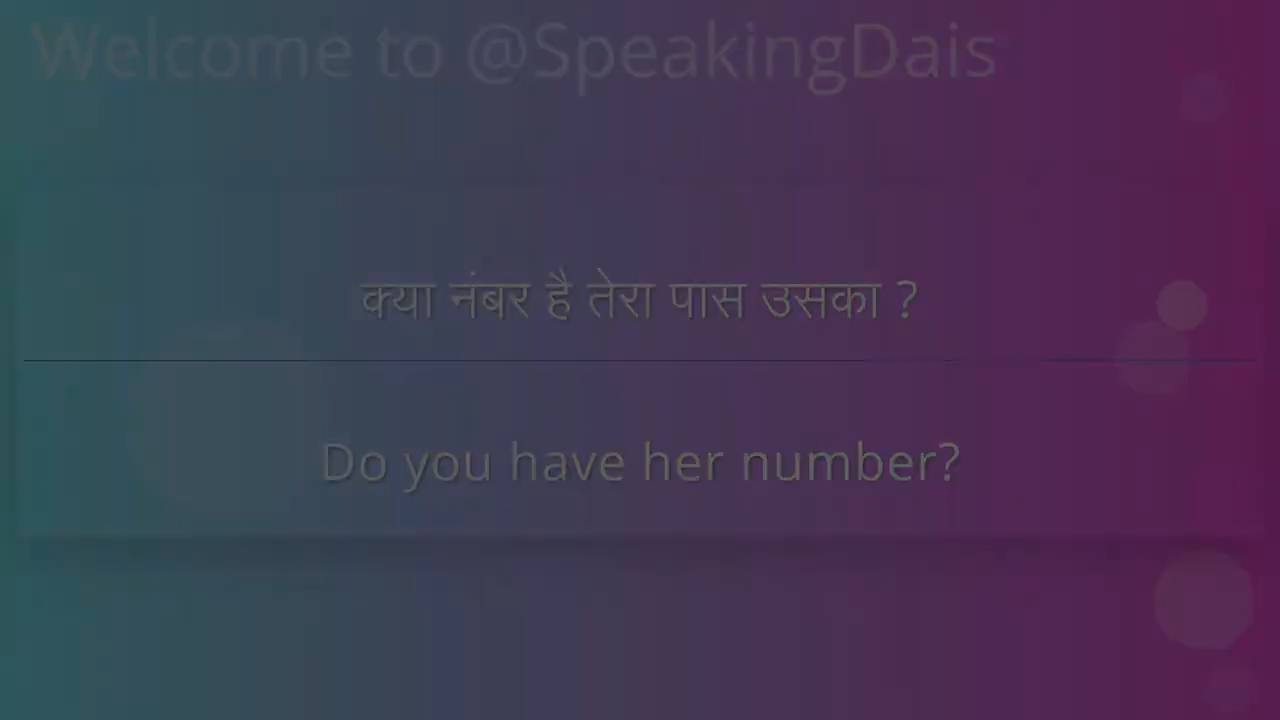 Welcome to @SpeakingDais
क्या नंबर है तेरा पास उसका ?
Do you have her number?